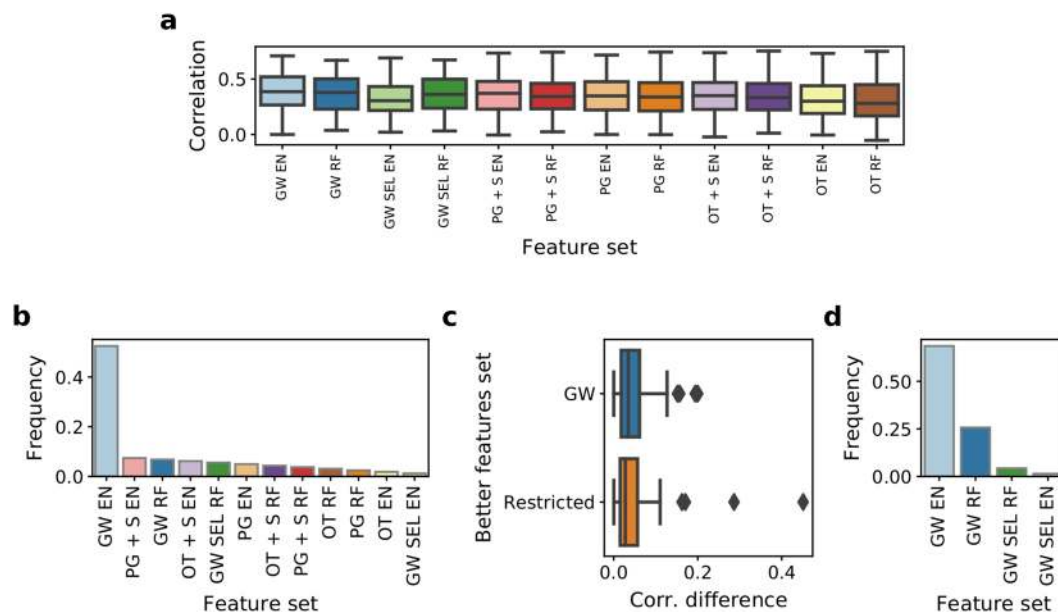 a
Correlation
0.5
0.0
GW EN
GW RF
GW SEL EN
GW SEL RF
PG + S EN
PG + S RF
PG EN
PG RF
OT + S EN
OT + S RF
OT EN
OT RF
Feature set
b
Frequency
0.4
0.2
0.0
GW EN
PG + S EN
GW RF
OT + S EN
GW SEL RF
PG EN
OT + S RF
PG + S RF
OT RF
PG RF
OT EN
GW SEL EN
Feature set
c
Better features set
GW
Restricted
0.0 0.2 0.4
Corr. difference
d
Frequency
0.50
0.25
0.00
GW EN
GW RF
GW SEL RF
GW SEL EN
Feature set